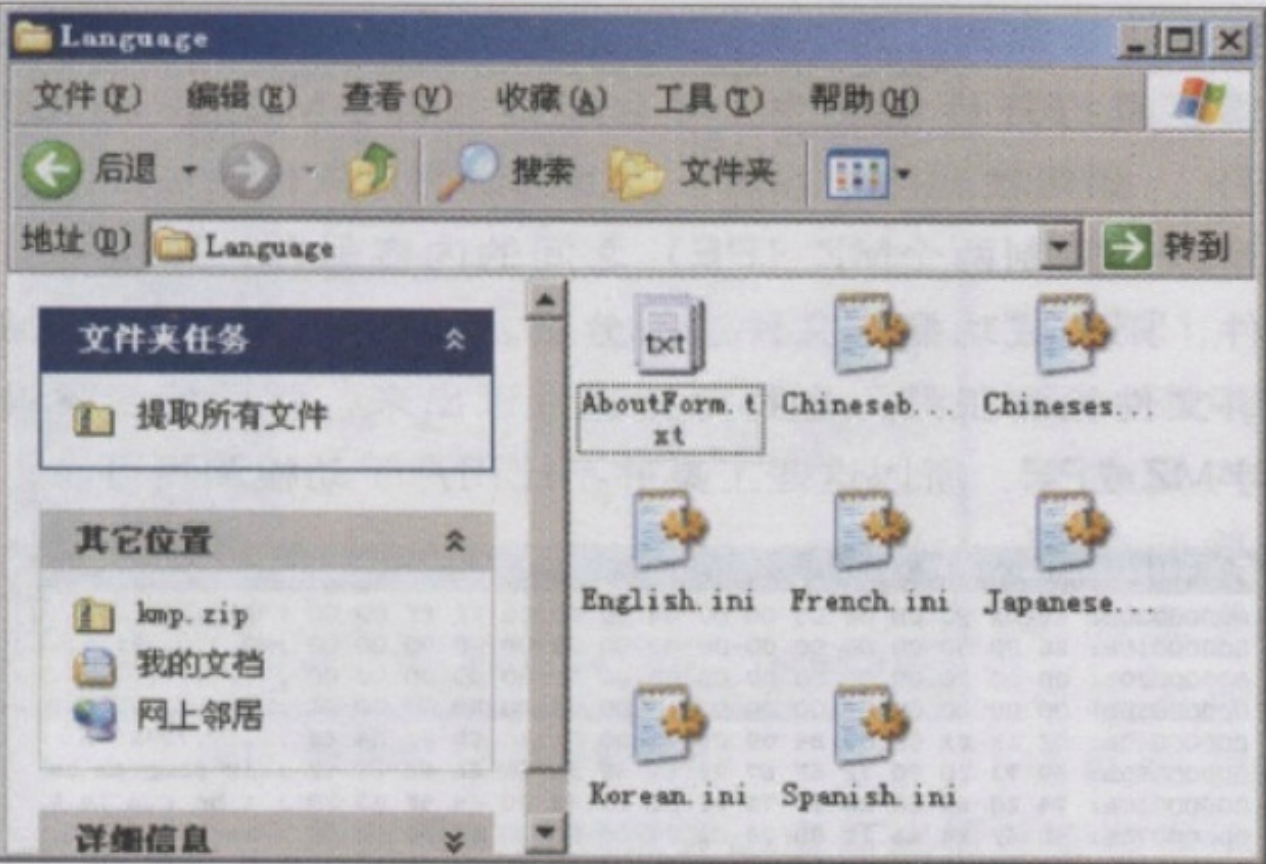 Language
文件(F) 编辑(E) 查看(V) 收藏(A) 工具(T) 帮助(H)
后退 搜索 文件夹
地址(D) Language 转到
文件夹任务
提取所有文件
其它位置
kmp.zip
我的文档
网上邻居
详细信息
txt
AboutForm.t
xt
Chineseb...
Chineses...
English.ini
French.ini
Japanese...
Korean.ini
Spanish.ini